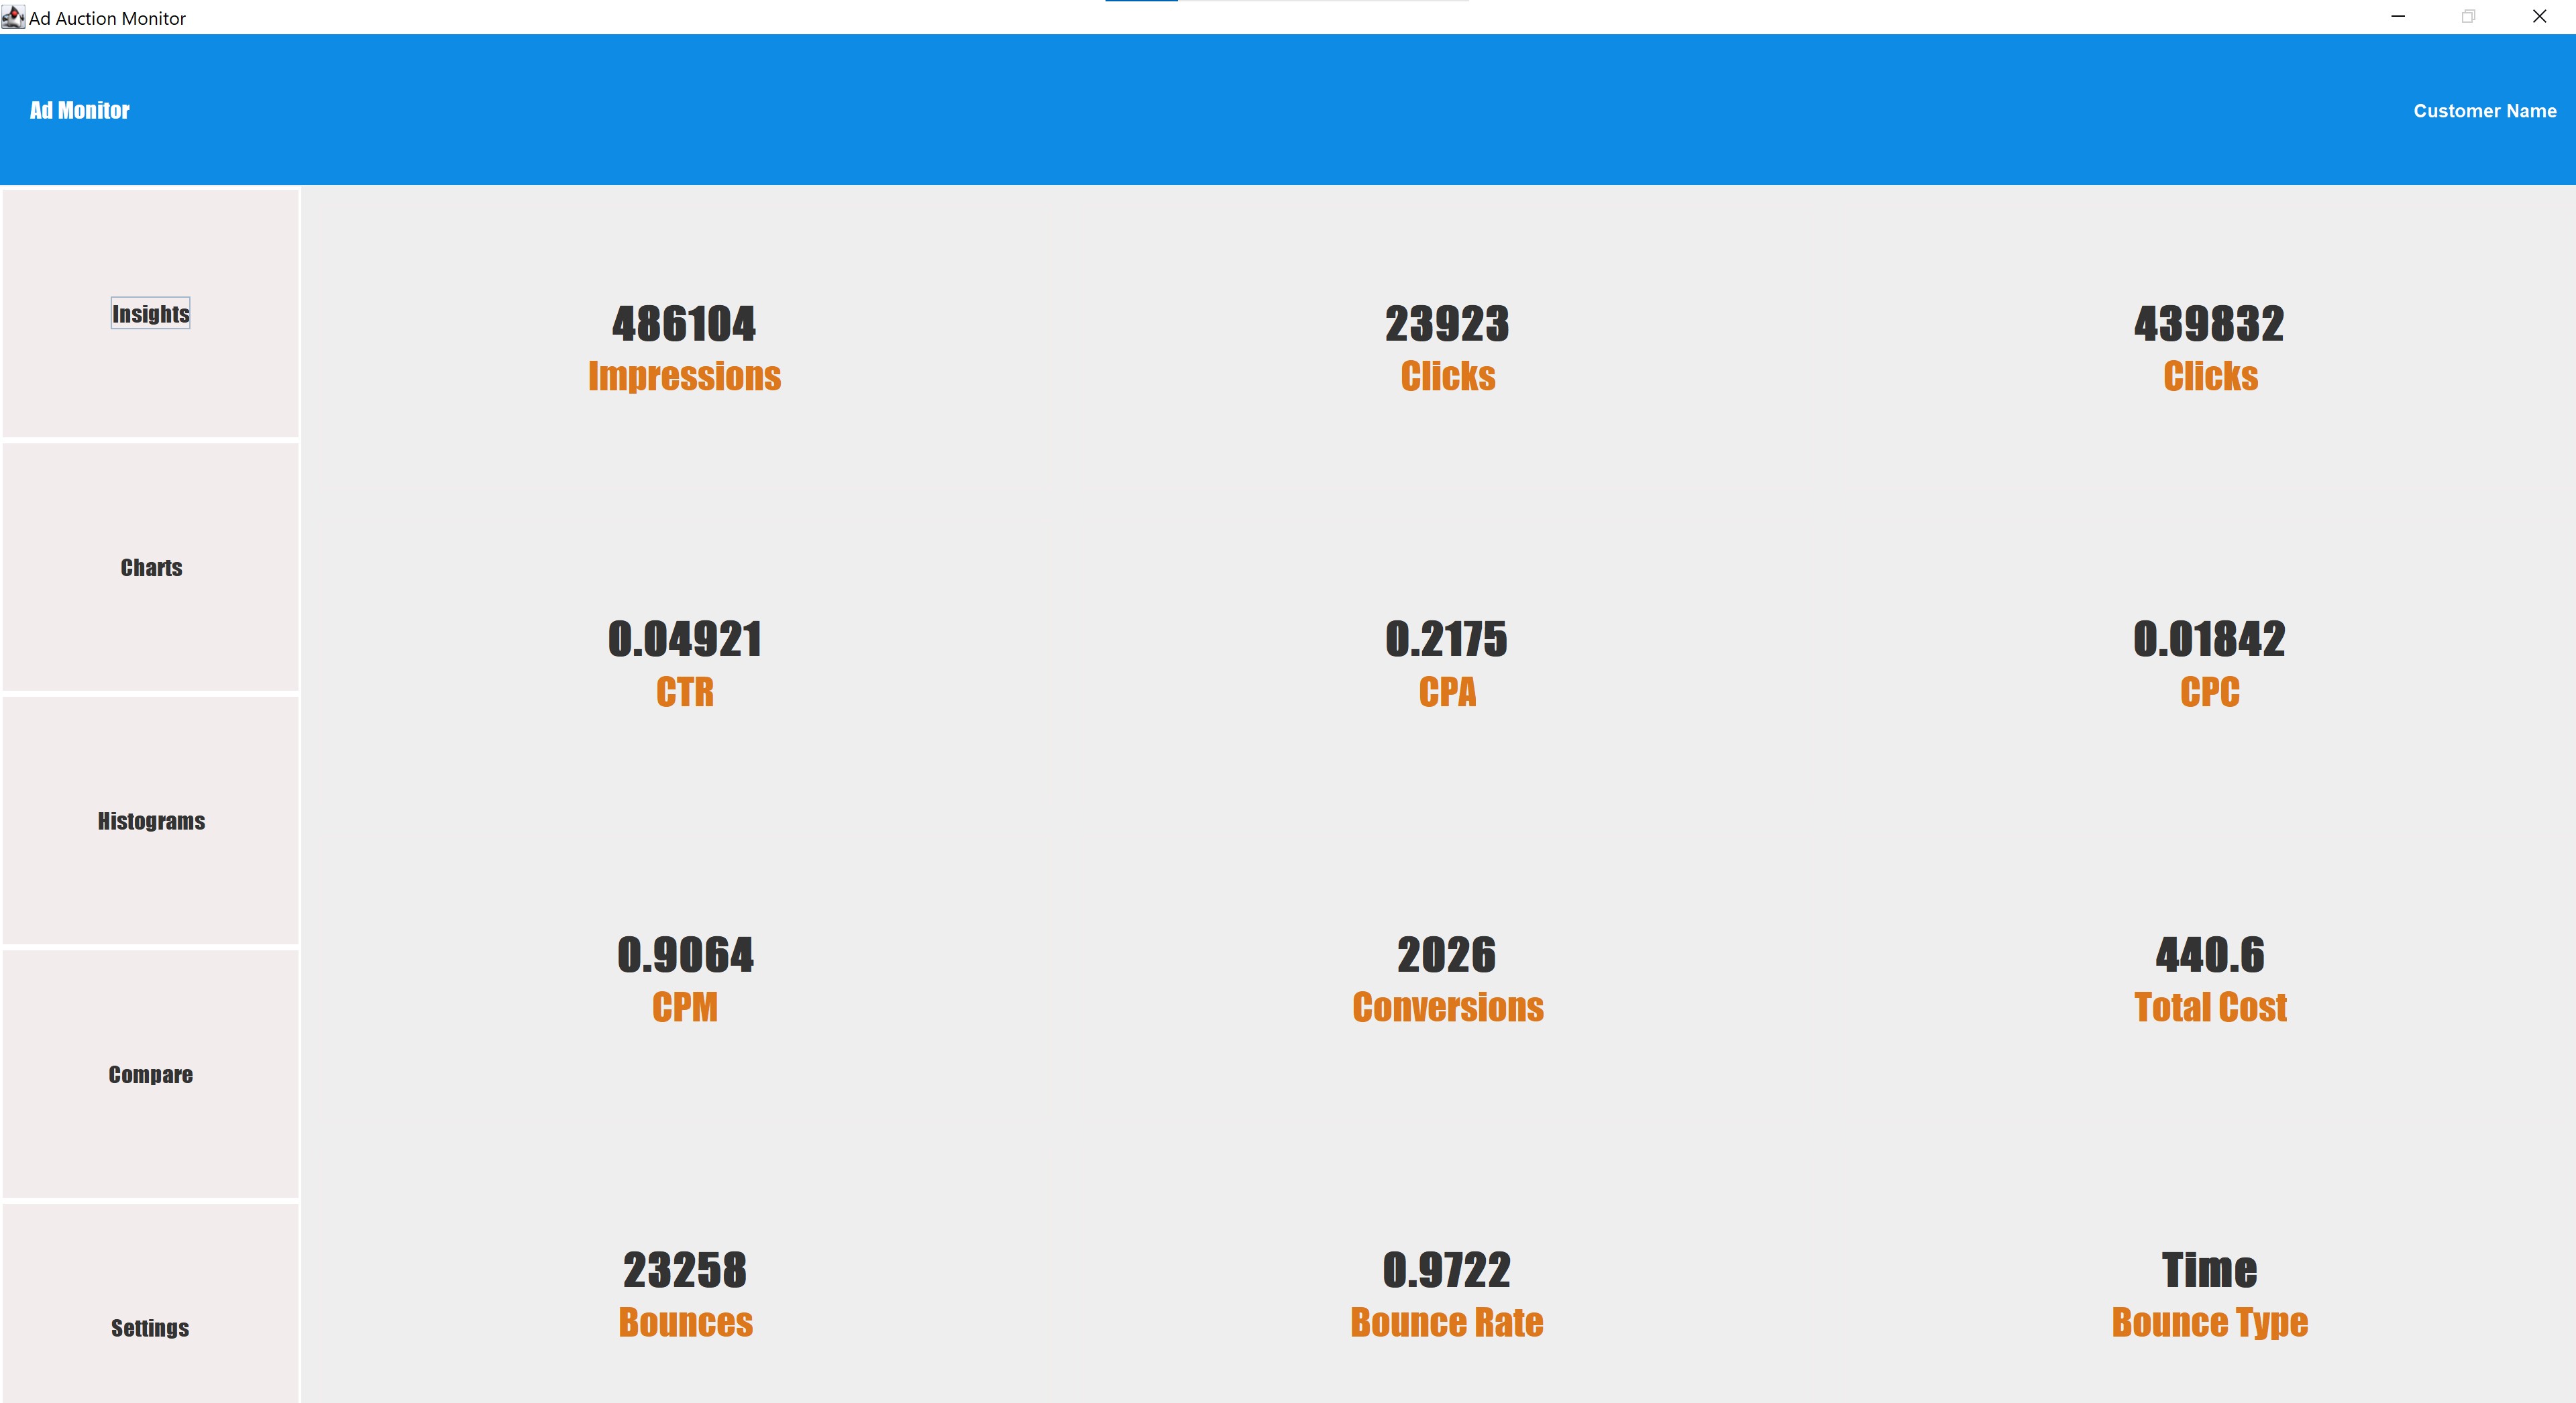 Ad Auction Monitor
Ad Monitor
Customer Name
Insights
Charts
Histograms
Compare
Settings
486104
Impressions
23923
Clicks
439832
Clicks
0.04921
CTR
0.2175
CPA
0.01842
CPC
0.9064
CPM
2026
Conversions
440.6
Total Cost
23258
Bounces
0.9722
Bounce Rate
Time
Bounce Type